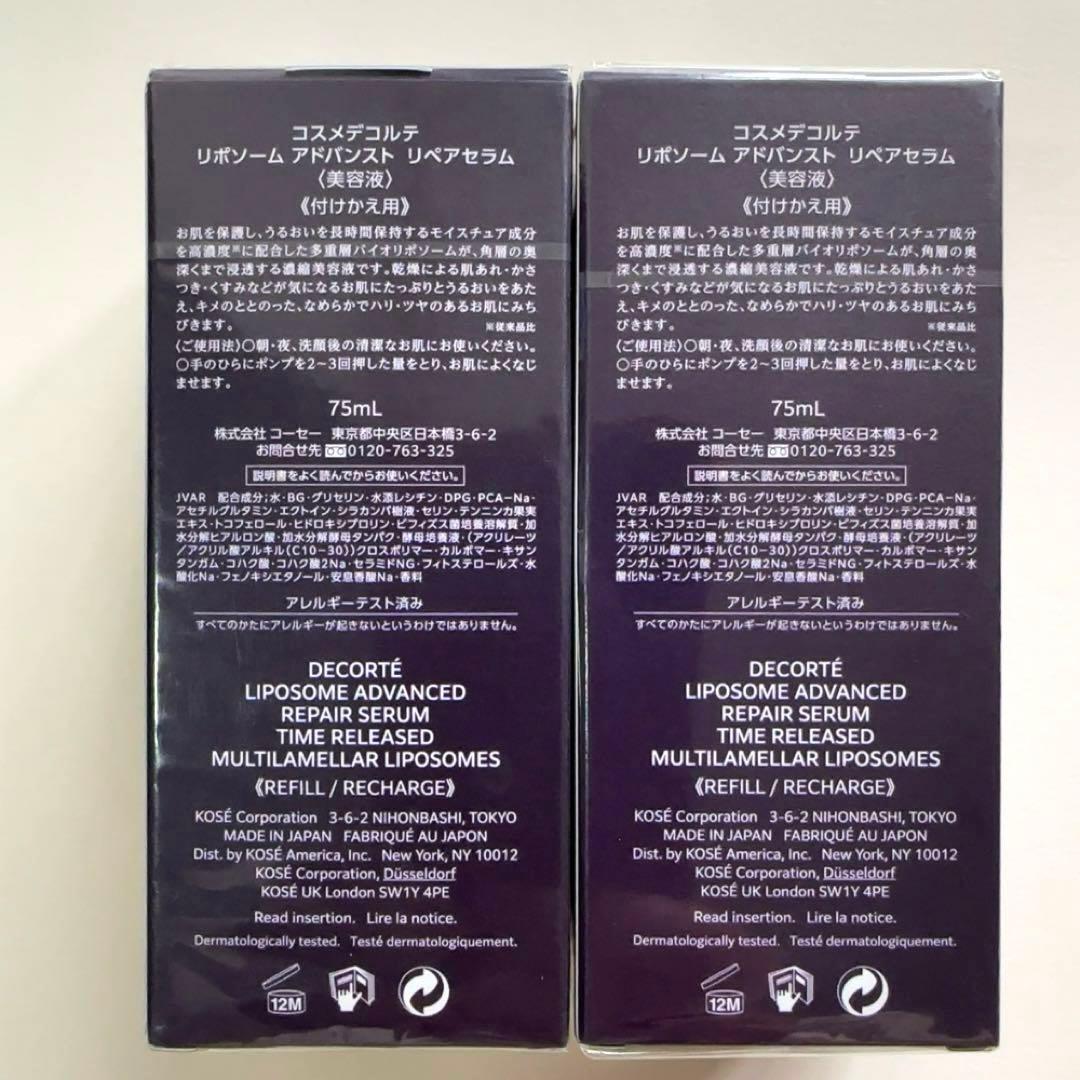 コスメデコルテ
リポソーム アドバンスト リペアセラム
〈美容液〉
《付けかえ用》
お肌を保護し、うるおいを長時間保持するモイスチュア成分
を高濃度※に配合した多重層バイオリポソームが、角層の奥
深くまで浸透する濃縮美容液です。乾燥による肌あれ・かさ
つき・くすみなどが気になるお肌にたっぷりとうるおいをあた
え、キメのととのった、なめらかでハリ・ツヤのあるお肌にみち
びきます。 ※従来品比
〈ご使用法〉○朝・夜、洗顔後の清潔なお肌にお使いください。
○手のひらにポンプを2～3回押した量をとり、お肌によくなじ
ませます。
75mL
株式会社 コーセー 東京都中央区日本橋3-6-2
お問合せ先 0120-763-325
説明書をよく読んでからお使いください。
JVAR 配合成分;水・BG・グリセリン・水添レシチン・DPG・PCA-Na・
アセチルグルタミン・エクトイン・シラカンバ樹液・セリン・テンニンカ果実
エキス・トコフェロール・ヒドロキシプロリン・ビフィズス菌培養溶解質・加
水分解ヒアルロン酸・加水分解酵母タンパク・酵母培養液・(アクリレーツ
/アクリル酸アルキル(C10-30))クロスポリマー・カルボマー・キサン
タンガム・コハク酸・コハク酸2Na・セラミドNG・フィトステロールズ・水
酸化Na・フェノキシエタノール・安息香酸Na・香料
アレルギーテスト済み
すべてのかたにアレルギーが起きないというわけではありません。
DECORTÉ
LIPOSOME ADVANCED
REPAIR SERUM
TIME RELEASED
MULTILAMELLAR LIPOSOMES
《REFILL / RECHARGE》
KOSÉ Corporation 3-6-2 NIHONBASHI, TOKYO
MADE IN JAPAN FABRIQUÉ AU JAPON
Dist. by KOSÉ America, Inc. New York, NY 10012
KOSÉ Corporation, Düsseldorf
KOSÉ UK London SW1Y 4PE
Read insertion. Lire la notice.
Dermatologically tested. Testé dermatologiquement.
12M
コスメデコルテ
リポソーム アドバンスト リペアセラム
〈美容液〉
《付けかえ用》
お肌を保護し、うるおいを長時間保持するモイスチュア成分
を高濃度※に配合した多重層バイオリポソームが、角層の奥
深くまで浸透する濃縮美容液です。乾燥による肌あれ・かさ
つき・くすみなどが気になるお肌にたっぷりとうるおいをあた
え、キメのととのった、なめらかでハリ・ツヤのあるお肌にみち
びきます。 ※従来品比
〈ご使用法〉○朝・夜、洗顔後の清潔なお肌にお使いください。
○手のひらにポンプを2～3回押した量をとり、お肌によくなじ
ませます。
75mL
株式会社 コーセー 東京都中央区日本橋3-6-2
お問合せ先 0120-763-325
説明書をよく読んでからお使いください。
JVAR 配合成分;水・BG・グリセリン・水添レシチン・DPG・PCA-Na・
アセチルグルタミン・エクトイン・シラカンバ樹液・セリン・テンニンカ果実
エキス・トコフェロール・ヒドロキシプロリン・ビフィズス菌培養溶解質・加
水分解ヒアルロン酸・加水分解酵母タンパク・酵母培養液・(アクリレーツ
/アクリル酸アルキル(C10-30))クロスポリマー・カルボマー・キサン
タンガム・コハク酸・コハク酸2Na・セラミドNG・フィトステロールズ・水
酸化Na・フェノキシエタノール・安息香酸Na・香料
アレルギーテスト済み
すべてのかたにアレルギーが起きないというわけではありません。
DECORTÉ
LIPOSOME ADVANCED
REPAIR SERUM
TIME RELEASED
MULTILAMELLAR LIPOSOMES
《REFILL / RECHARGE》
KOSÉ Corporation 3-6-2 NIHONBASHI, TOKYO
MADE IN JAPAN FABRIQUÉ AU JAPON
Dist. by KOSÉ America, Inc. New York, NY 10012
KOSÉ Corporation, Düsseldorf
KOSÉ UK London SW1Y 4PE
Read insertion. Lire la notice.
Dermatologically tested. Testé dermatologiquement.
12M